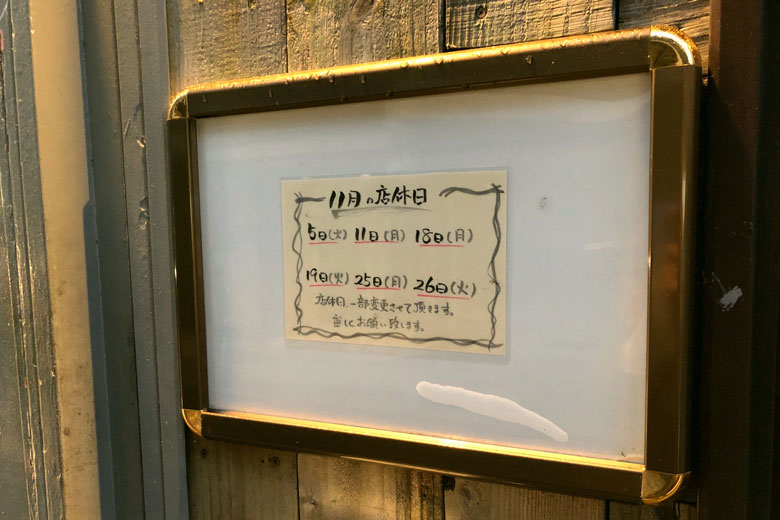 11月の店休日
5日(火) 11日(月) 18日(月)
19日(火) 25日(月) 26日(火)
店休日、一部変更させて頂きます。
宜しくお願い致します。